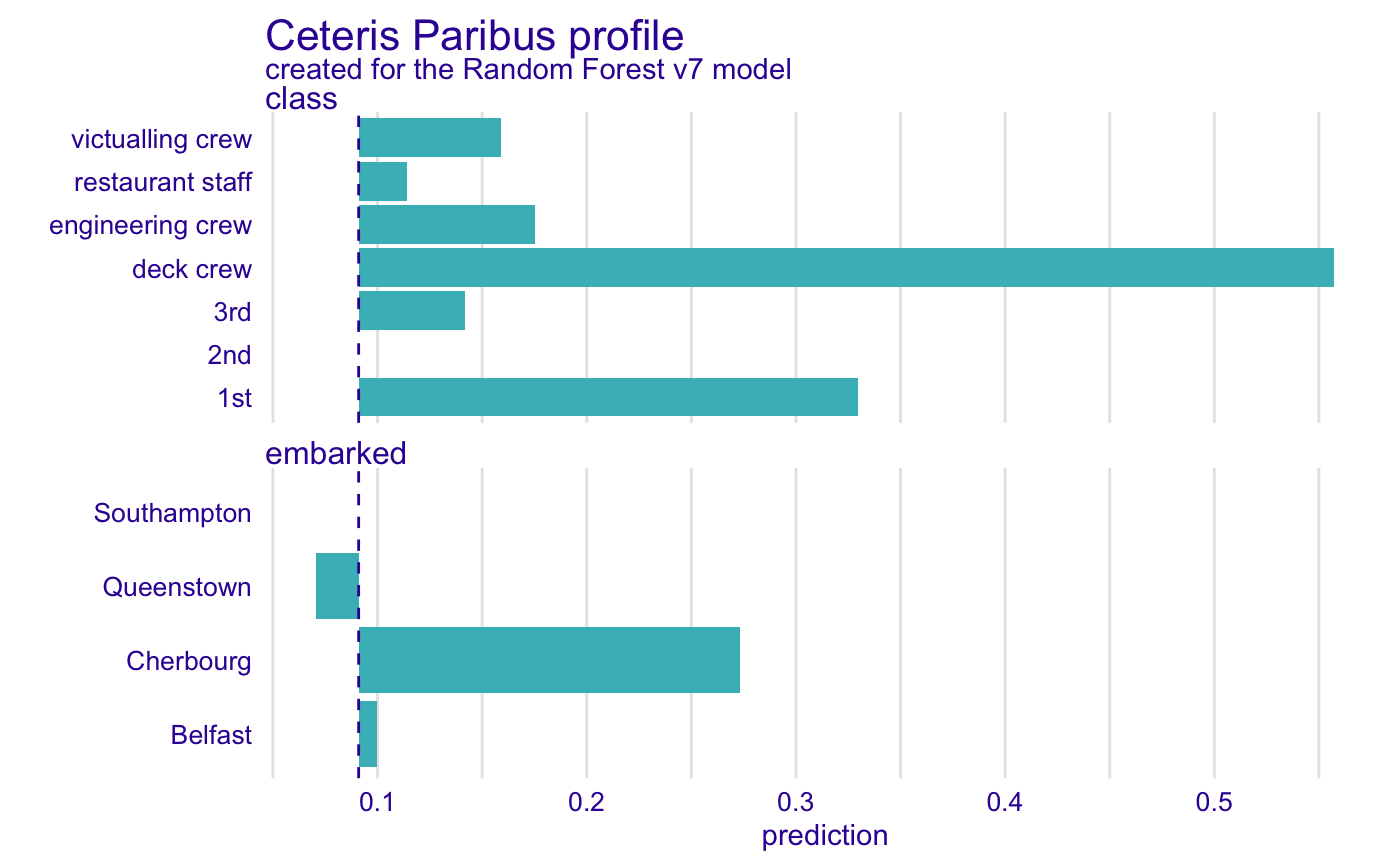 Ceteris Paribus profile
created for the Random Forest v7 model
class
victualling crew
restaurant staff
engineering crew
deck crew
3rd
2nd
1st
embarked
Southampton
Queenstown
Cherbourg
Belfast
0.1 0.2 0.3 0.4 0.5
prediction